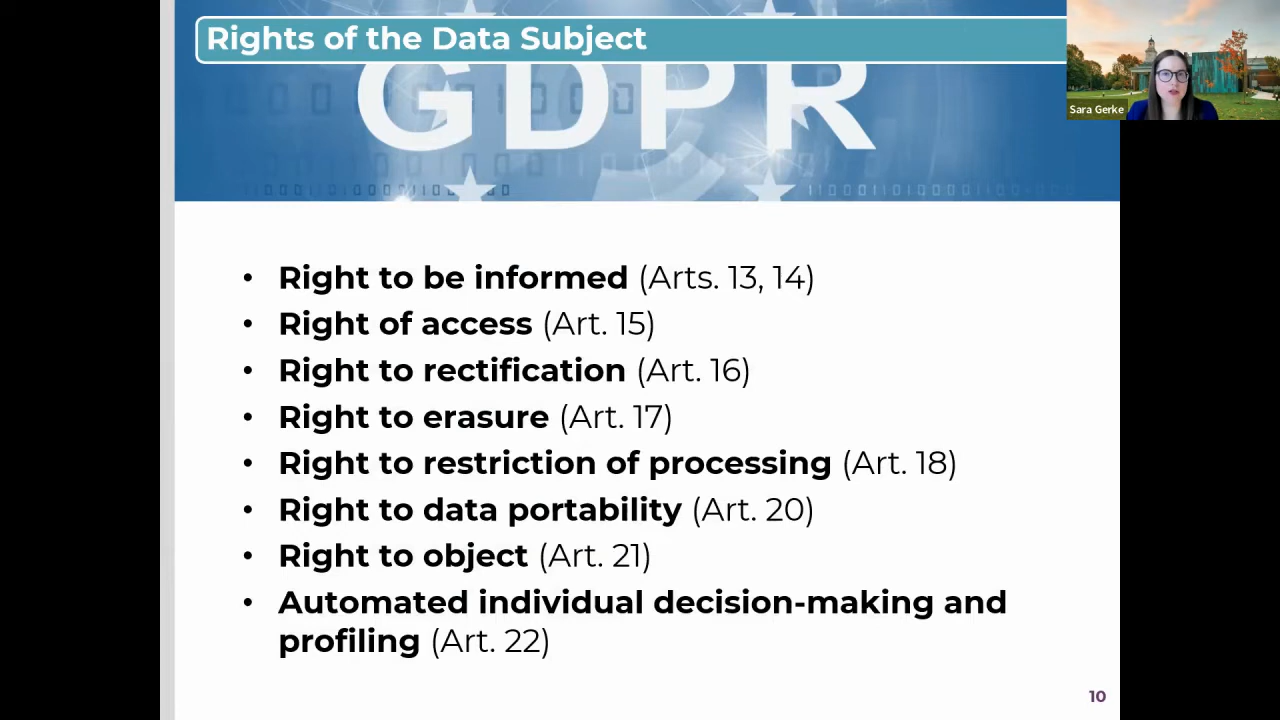 Rights of the Data Subject
GDPR
Sara Gerke
• Right to be informed (Arts. 13, 14)
• Right of access (Art. 15)
• Right to rectification (Art. 16)
• Right to erasure (Art. 17)
• Right to restriction of processing (Art. 18)
• Right to data portability (Art. 20)
• Right to object (Art. 21)
• Automated individual decision-making and
profiling (Art. 22)
10